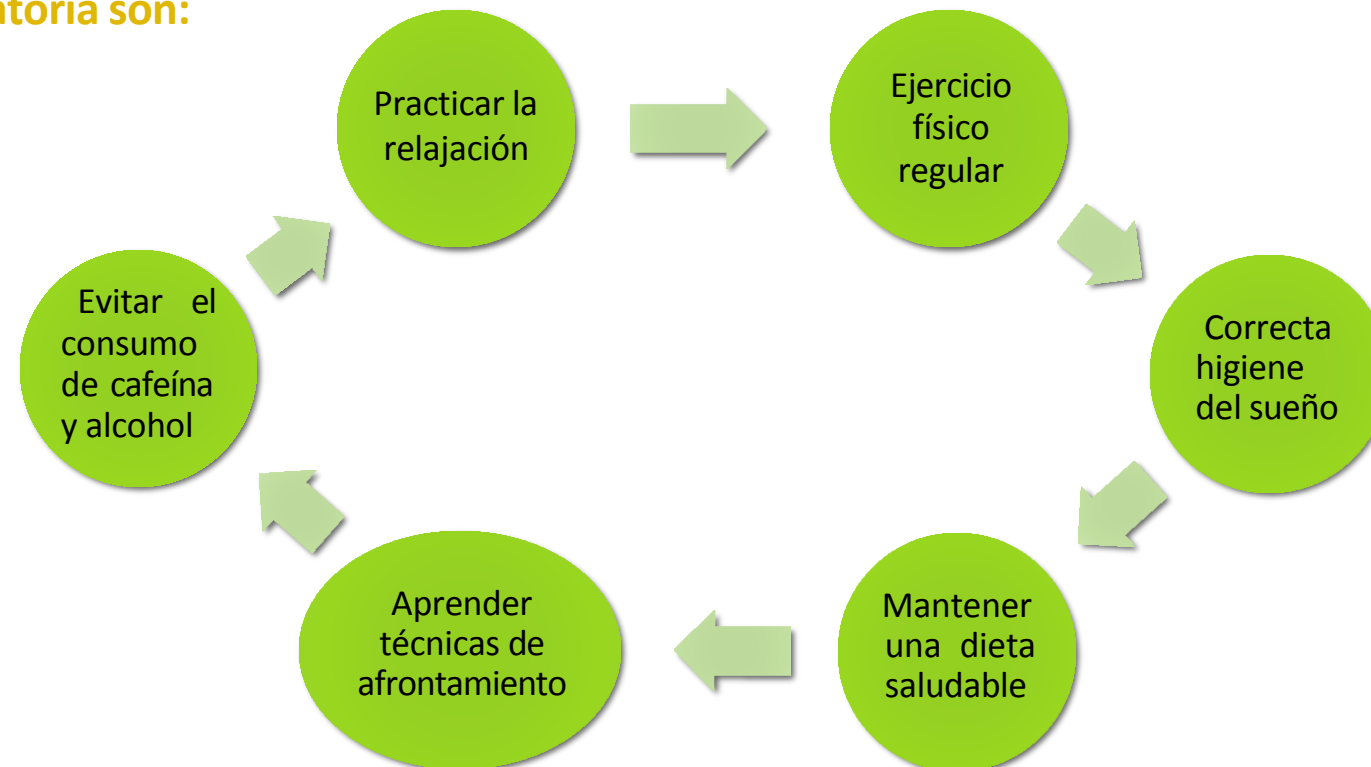 son:
Practicar la
relajación
Ejercicio
físico
regular
Correcta
higiene
del sueño
Mantener
una dieta
saludable
Aprender
técnicas de
afrontamiento
Evitar el
consumo
de cafeína
y alcohol